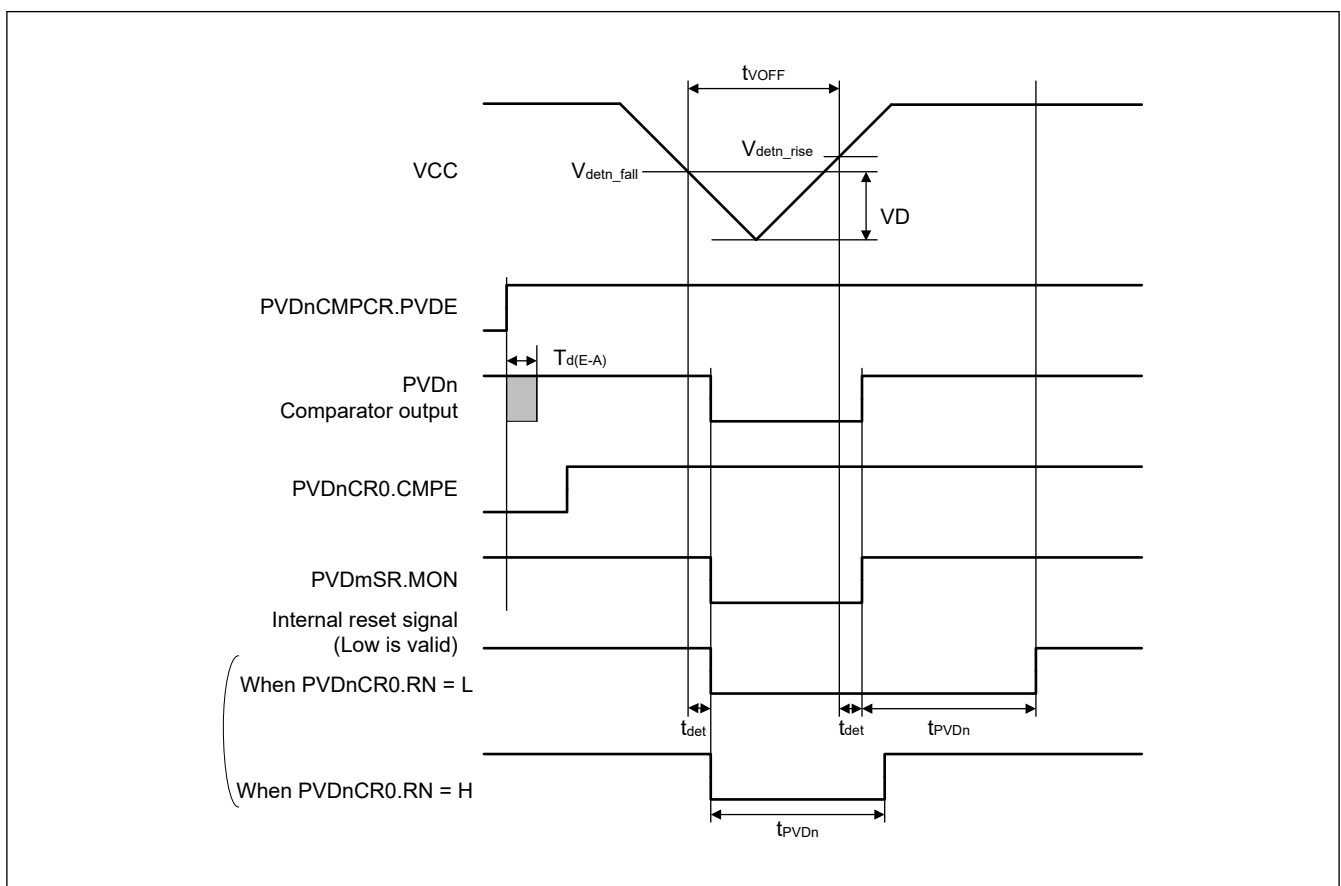 tVOFF
Vdetn_rise
VCC
Vdetn_fall
VD
PVDnCMPCR.PVDE
Td(E-A)
PVDn
Comparator output
PVDnCR0.CMPE
PVDmSR.MON
Internal reset signal
(Low is valid)
When PVDnCR0.RN = L
tdet
tdet
tPVDn
When PVDnCR0.RN = H
tPVDn